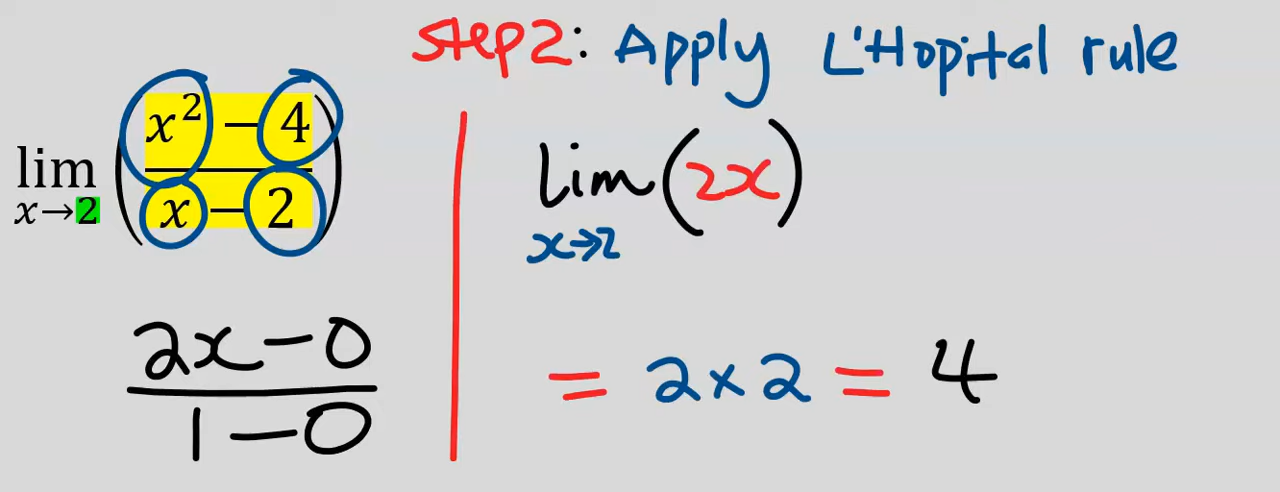 step2: Apply L'Hopital rule
lim x→2 (x² − 4 / x − 2)
2x − 0
1 − 0
Lim (2x)
x→2
= 2 × 2 = 4